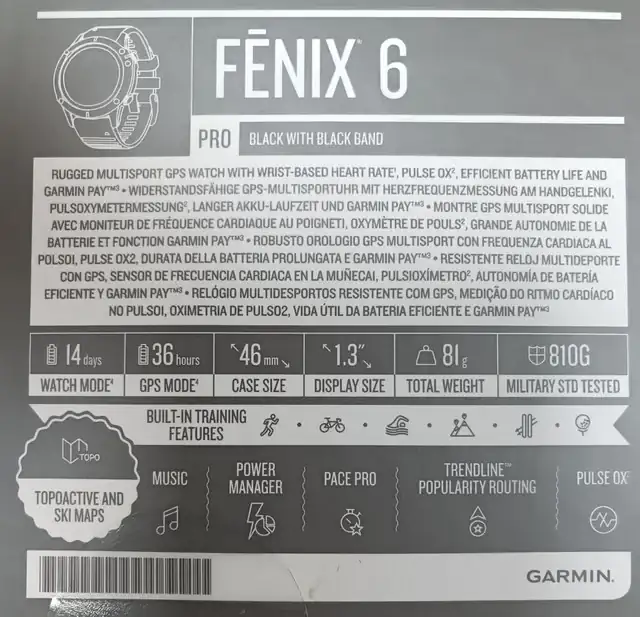 FĒNIX® 6
PRO BLACK WITH BLACK BAND
RUGGED MULTISPORT GPS WATCH WITH WRIST-BASED HEART RATE¹, PULSE OX², EFFICIENT BATTERY LIFE AND
GARMIN PAY™³ • WIDERSTANDSFÄHIGE GPS-MULTISPORTUHR MIT HERZFREQUENZMESSUNG AM HANDGELENK¹,
PULSOXYMETERMESSUNG², LANGER AKKU-LAUFZEIT UND GARMIN PAY™³ • MONTRE GPS MULTISPORT SOLIDE
AVEC MONITEUR DE FRÉQUENCE CARDIAQUE AU POIGNET1, OXYMÈTRE DE POULS², GRANDE AUTONOMIE DE LA
BATTERIE ET FONCTION GARMIN PAY™³ • ROBUSTO OROLOGIO GPS MULTISPORT CON FREQUENZA CARDIACA AL
POLSO1, PULSE OX2, DURATA DELLA BATTERIA PROLUNGATA E GARMIN PAY™³ • RESISTENTE RELOJ MULTIDEPORTE
CON GPS, SENSOR DE FRECUENCIA CARDIACA EN LA MUÑECA1, PULSIOXÍMETRO², AUTONOMÍA DE BATERÍA
EFICIENTE Y GARMIN PAY™³ • RELÓGIO MULTIDESPORTOS RESISTENTE COM GPS, MEDIÇÃO DO RITMO CARDÍACO
NO PULSO1, OXIMETRIA DE PULSO2, VIDA ÚTIL DA BATERIA EFICIENTE E GARMIN PAY™³
14 days 36 hours 46 mm 1.3″ 81 g 810G
WATCH MODE⁴ GPS MODE⁴ CASE SIZE DISPLAY SIZE TOTAL WEIGHT MILITARY STD TESTED
BUILT-IN TRAINING
FEATURES
TOPO
TOPOACTIVE AND
SKI MAPS
MUSIC
POWER
MANAGER
PACE PRO
TRENDLINE™
POPULARITY ROUTING
PULSE OX²
GARMIN.